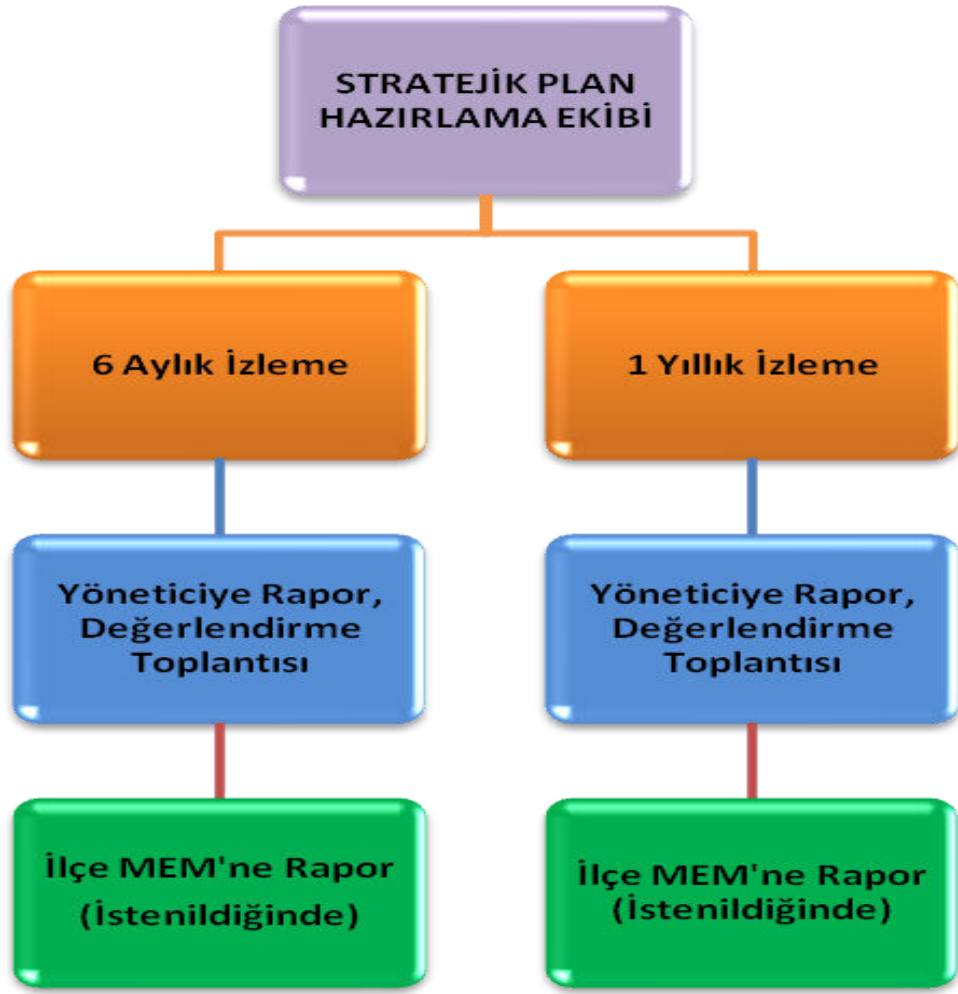 STRATEJİK PLAN
HAZIRLAMA EKİBİ
6 Aylık İzleme
1 Yıllık İzleme
Yöneticiye Rapor,
Değerlendirme
Toplantısı
Yöneticiye Rapor,
Değerlendirme
Toplantısı
İlçe MEM'ne Rapor
(İstenildiğinde)
İlçe MEM'ne Rapor
(İstenildiğinde)